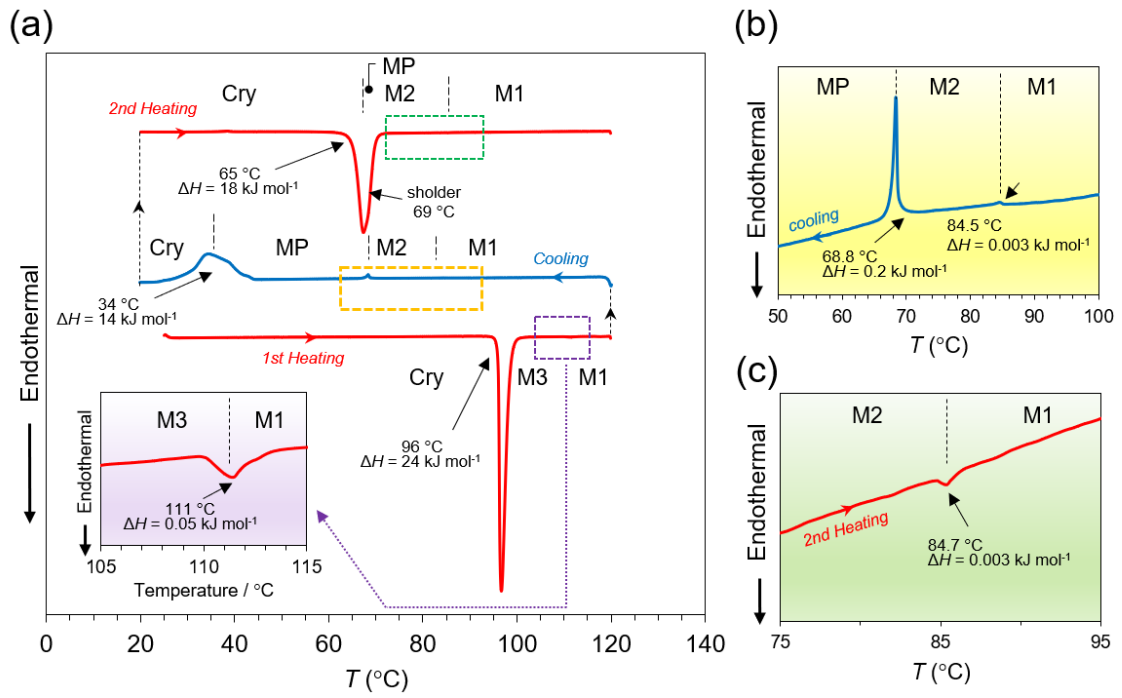 (a)
MP
Cry
M2
M1
2nd Heating
65 °C
ΔH = 18 kJ mol-1
sholder
69 °C
Cry
MP
M2
M1
Cooling
34 °C
ΔH = 14 kJ mol-1
1st Heating
Cry
M3
M1
96 °C
ΔH = 24 kJ mol-1
Endothermal
M3
M1
Endothermal
111 °C
ΔH = 0.05 kJ mol-1
105
110
115
Temperature / °C
0
20
40
60
80
100
120
140
T (°C)
(b)
MP
M2
M1
Endothermal
cooling
68.8 °C
ΔH = 0.2 kJ mol-1
84.5 °C
ΔH = 0.003 kJ mol-1
50
60
70
80
90
100
T (°C)
(c)
M2
M1
Endothermal
2nd Heating
84.7 °C
ΔH = 0.003 kJ mol-1
75
85
95
T (°C)